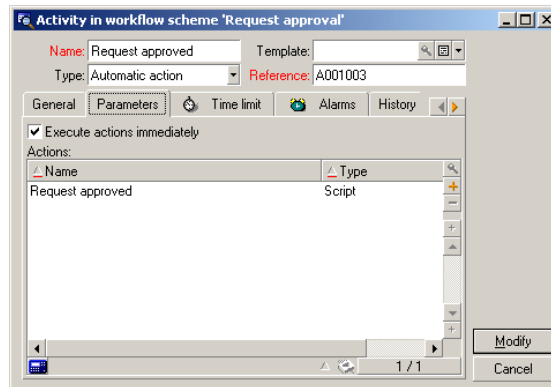 Activity in workflow scheme 'Request approval'
Name: Request approved Template:
Type: Automatic action Reference: A001003
General Parameters Time limit Alarms History
Execute actions immediately
Actions:
Name Type
Request approved Script
1/1
Modify
Cancel